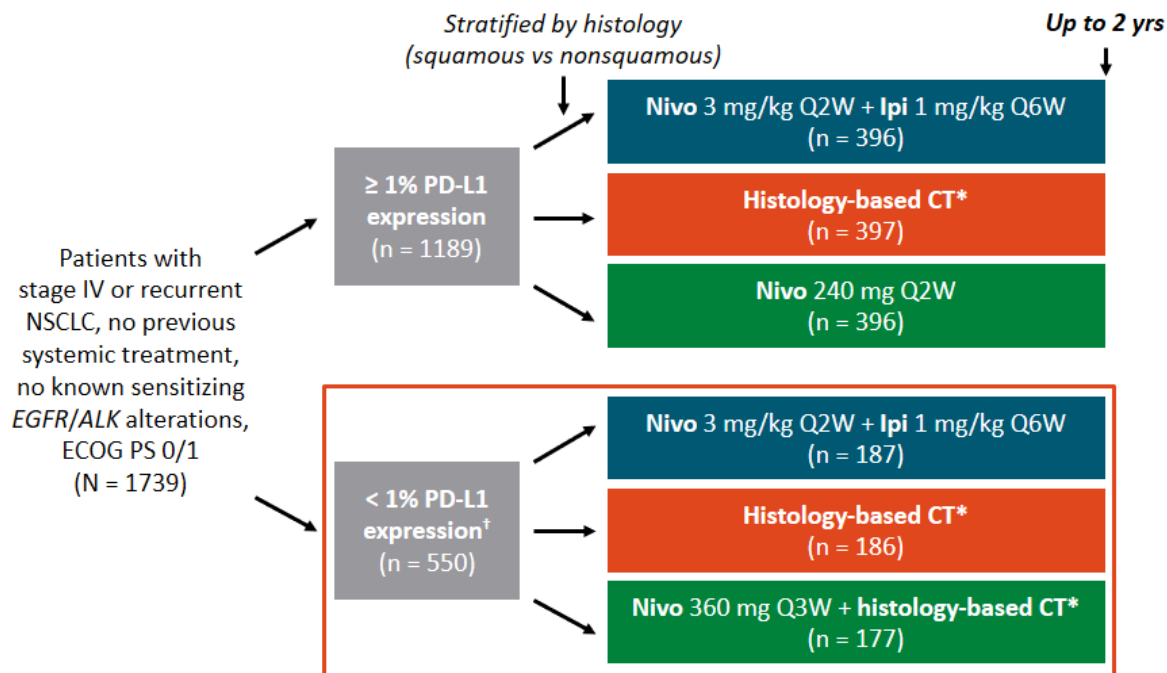 Stratified by histology
(squamous vs nonsquamous)
Up to 2 yrs
Patients with
stage IV or recurrent
NSCLC, no previous
systemic treatment,
no known sensitizing
EGFR/ALK alterations,
ECOG PS 0/1
(N = 1739)
≥ 1% PD-L1
expression
(n = 1189)
Nivo 3 mg/kg Q2W + Ipi 1 mg/kg Q6W
(n = 396)
Histology-based CT*
(n = 397)
Nivo 240 mg Q2W
(n = 396)
< 1% PD-L1
expression†
(n = 550)
Nivo 3 mg/kg Q2W + Ipi 1 mg/kg Q6W
(n = 187)
Histology-based CT*
(n = 186)
Nivo 360 mg Q3W + histology-based CT*
(n = 177)